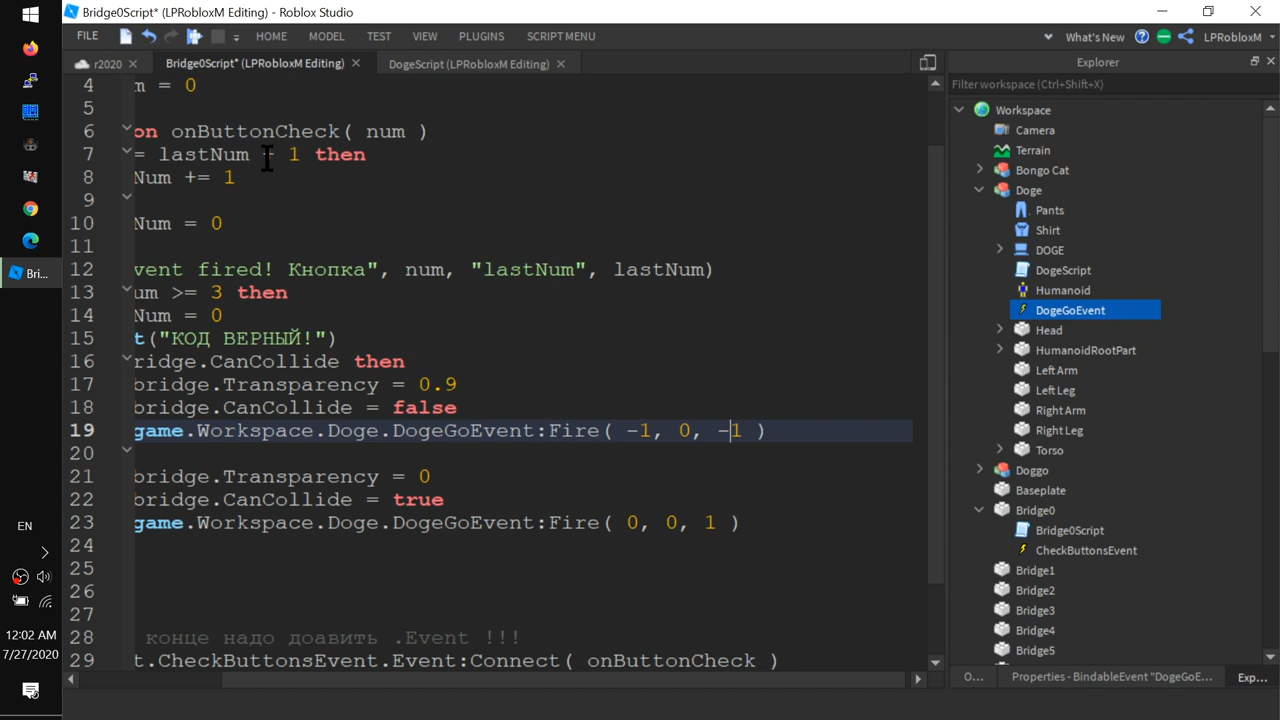 Bridge0Script* (LPRobloxM Editing) - Roblox Studio
FILE HOME MODEL TEST VIEW PLUGINS SCRIPT MENU What's New LPRobloxM
r2020 Bridge0Script* (LPRobloxM Editing) DogeScript (LPRobloxM Editing)
4 m = 0
5
6 on onButtonCheck( num )
7 = lastNum + 1 then
8 Num += 1
9
10 Num = 0
11
12 vent fired! Кнопка", num, "lastNum", lastNum)
13 um >= 3 then
14 Num = 0
15 t("КОД ВЕРНЫЙ!")
16 ridge.CanCollide then
17 bridge.Transparency = 0.9
18 bridge.CanCollide = false
19 game.Workspace.Doge.DogeGoEvent:Fire( -1, 0, -1 )
20
21 bridge.Transparency = 0
22 bridge.CanCollide = true
23 game.Workspace.Doge.DogeGoEvent:Fire( 0, 0, 1 )
24
25
26
27
28 конце надо доавить .Event !!!
29 t.CheckButtonsEvent.Event:Connect( onButtonCheck )
Explorer
Filter workspace (Ctrl+Shift+X)
Workspace
Camera
Terrain
Bongo Cat
Doge
Pants
Shirt
DOGE
DogeScript
Humanoid
DogeGoEvent
Head
HumanoidRootPart
Left Arm
Left Leg
Right Arm
Right Leg
Torso
Doggo
Baseplate
Bridge0
Bridge0Script
CheckButtonsEvent
Bridge1
Bridge2
Bridge3
Bridge4
Bridge5
O... Properties - BindableEvent "DogeGoE... Exp...
Bri...
EN
12:02 AM
7/27/2020